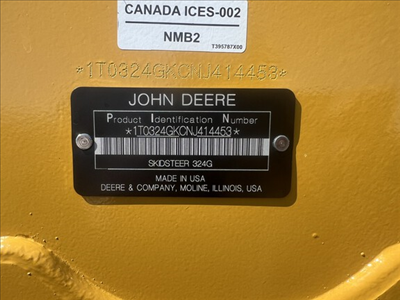 CANADA ICES-002
NMB2
T395787X00
*1T0324GKCNJ414453*
JOHN DEERE
Product Identification Number
*1T0324GKCNJ414453*
SKIDSTEER 324G
MADE IN USA
DEERE & COMPANY, MOLINE, ILLINOIS, USA